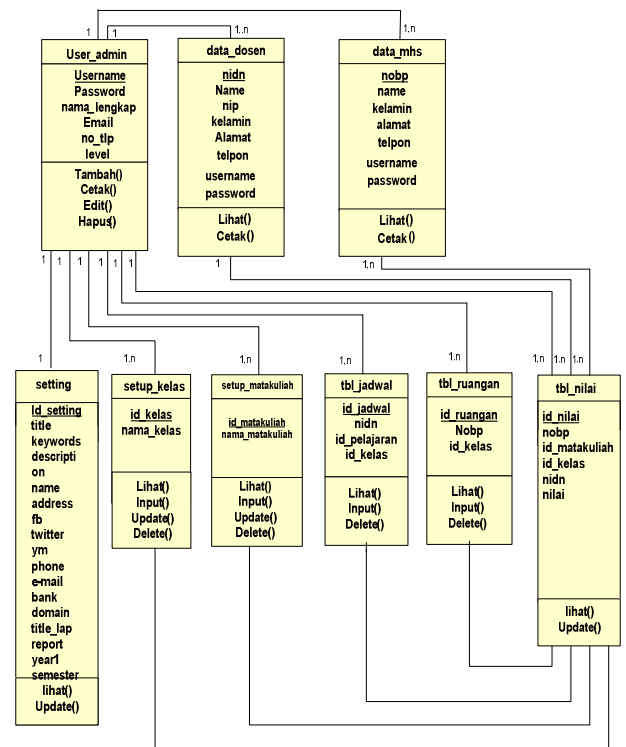 1
1
1..n
1.n
User_admin
Username
Password
nama_lengkap
Email
no_tlp
level
Tambah()
Cetak()
Edit()
Hapus()
data_dosen
nidn
Name
nip
kelamin
Alamat
telpon
username
password
Lihat()
Cetak()
data_mhs
nobp
name
kelamin
alamat
telpon
username
password
Lihat()
Cetak()
1
1
1
1
1
1
1
1..n
1
1.n
1.n
1.n
1.n
1.n
1.n
1.n
setting
Id_setting
title
keywords
descripti
on
name
address
fb
twitter
ym
phone
e-mail
bank
domain
title_lap
report
year1
semester
lihat()
Update()
setup_kelas
id_kelas
nama_kelas
Lihat()
Input()
Update()
Delete()
setup_matakuliah
id_matakuliah
nama_matakuliah
Lihat()
Input()
Update()
Delete()
tbl_jadwal
id_jadwal
nidn
id_pelajaran
id_kelas
Lihat()
Input()
Delete()
tbl_ruangan
id_ruangan
Nobp
id_kelas
Lihat()
Input()
Delete()
tbl_nilai
id_nilai
nobp
id_matakuliah
id_kelas
nidn
nilai
lihat()
Update()